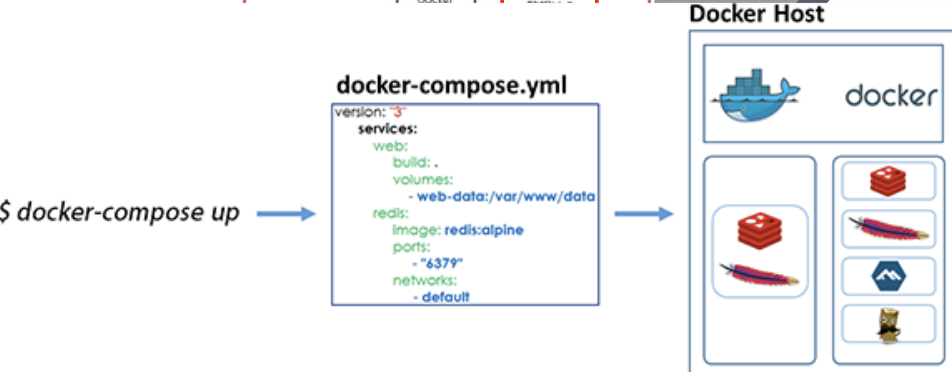 Docker Host
docker
docker-compose.yml
version: "3"
services:
web:
build: .
volumes:
- web-data:/var/www/data
redis:
image: redis:alpine
ports:
- "6379"
networks:
- default
$ docker-compose up